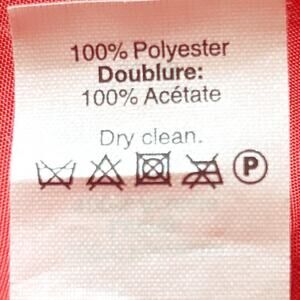 100% Polyester
Doublure:
100% Acétate
Dry clean.
P